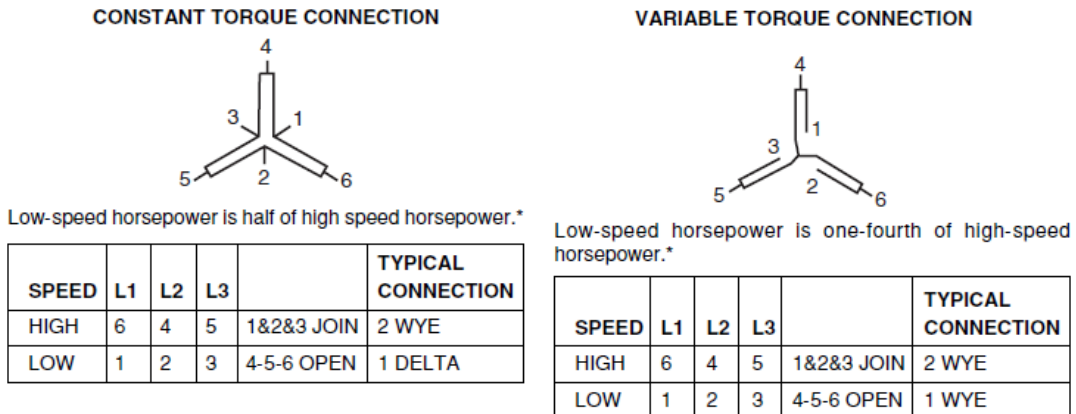 CONSTANT TORQUE CONNECTION
4
3 1
5 2 6
Low-speed horsepower is half of high speed horsepower.*
SPEED L1 L2 L3 TYPICAL CONNECTION
HIGH 6 4 5 1&2&3 JOIN 2 WYE
LOW 1 2 3 4-5-6 OPEN 1 DELTA
VARIABLE TORQUE CONNECTION
4
1
3
2
5 6
Low-speed horsepower is one-fourth of high-speed
horsepower.*
SPEED L1 L2 L3 TYPICAL CONNECTION
HIGH 6 4 5 1&2&3 JOIN 2 WYE
LOW 1 2 3 4-5-6 OPEN 1 WYE